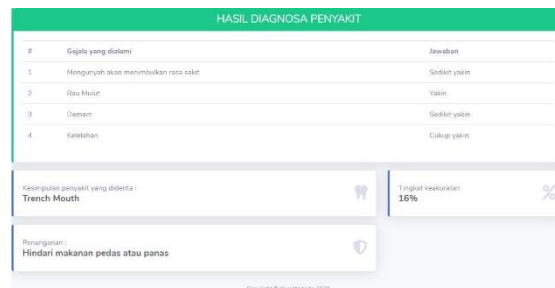 HASIL DIAGNOSA PENYAKIT
# Gejala yang dialami Jawaban
1 Mengunyah akan menimbulkan rasa sakit Sedikit yakin
2 Bau Mulut Yakin
3 Demam Sedikit yakin
4 Kelelahan Cukup yakin
Kesimpulan penyakit yang diderita :
Trench Mouth
Tingkat keakuratan
16%
Penanganan :
Hindari makanan pedas atau panas